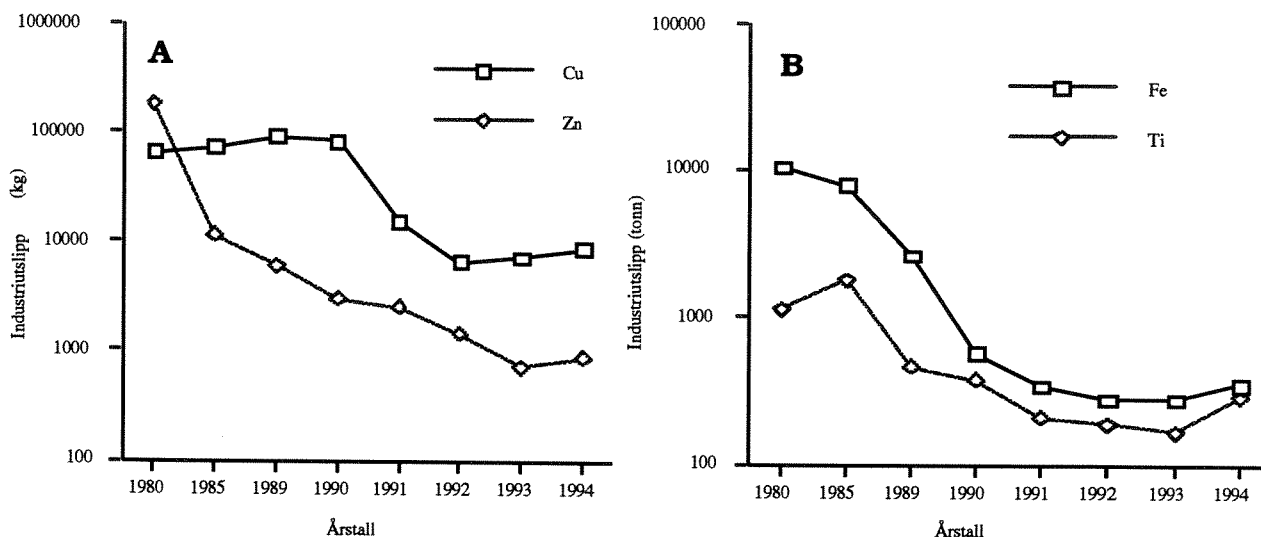 A
Cu
Zn
Industriutslipp (kg)
1000000
100000
10000
1000
100
1980 1985 1989 1990 1991 1992 1993 1994
Årstall
B
Fe
Ti
Industriutslipp (tonn)
100000
10000
1000
100
1980 1985 1989 1990 1991 1992 1993 1994
Årstall